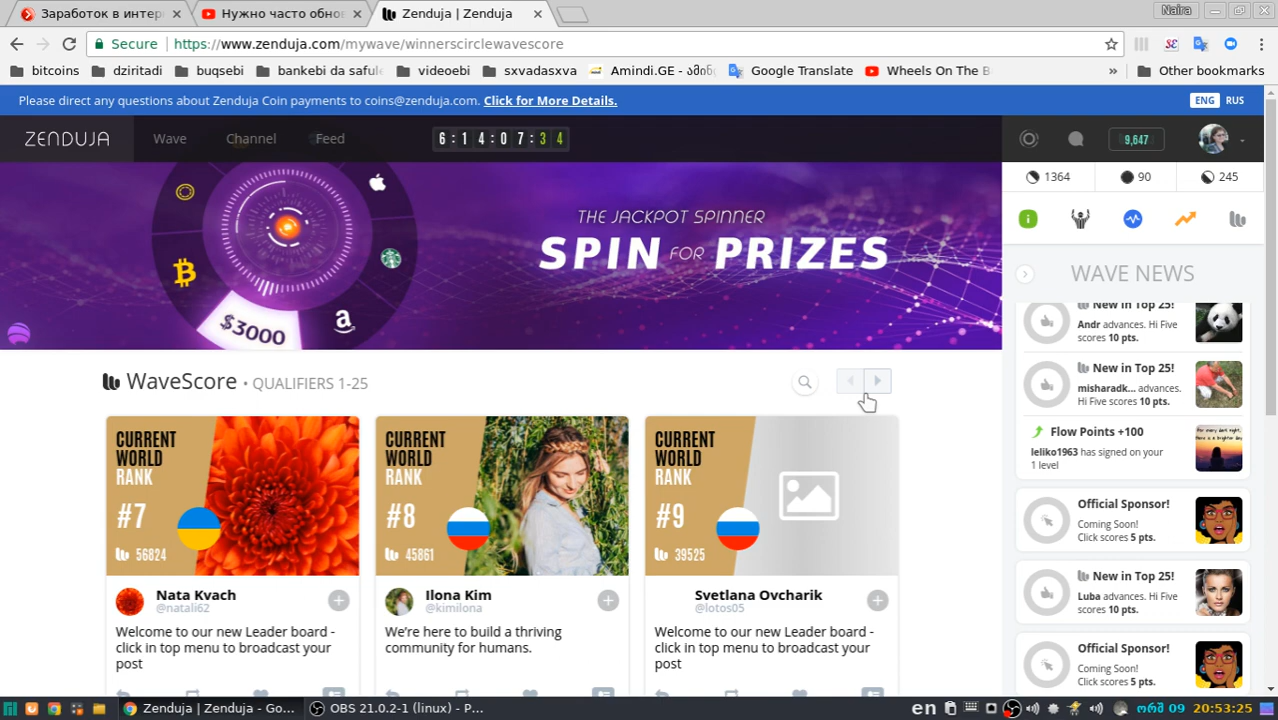 Заработок в интер
Нужно часто обнов
Zenduja | Zenduja
Naira
Secure
https://www.zenduja.com/mywave/winnerscirclewavescore
bitcoins
dziritadi
buqsebi
bankebi da safule
videoebi
sxvadasxva
Amindi.GE - ამინ
Google Translate
Wheels On The B
»
Other bookmarks
Please direct any questions about Zenduja Coin payments to coins@zenduja.com. Click for More Details.
ENG RUS
ZENDUJA
Wave
Channel
Feed
6:14:07:34
9,647
1364
90
245
THE JACKPOT SPINNER
SPIN FOR PRIZES
$3000
WAVE NEWS
New in Top 25!
Andr advances. Hi Five
scores 10 pts.
New in Top 25!
misharadk... advances.
Hi Five scores 10 pts.
Flow Points +100
leliko1963 has signed on your
1 level
Official Sponsor!
Coming Soon!
Click scores 5 pts.
New in Top 25!
Luba advances. Hi Five
scores 10 pts.
Official Sponsor!
Coming Soon!
Click scores 5 pts.
WaveScore • QUALIFIERS 1-25
CURRENT
WORLD
RANK
#7
56824
Nata Kvach
@natali62
Welcome to our new Leader board -
click in top menu to broadcast your
post
CURRENT
WORLD
RANK
#8
45861
Ilona Kim
@kimilona
We're here to build a thriving
community for humans.
CURRENT
WORLD
RANK
#9
39525
Svetlana Ovcharik
@lotos05
Welcome to our new Leader board -
click in top menu to broadcast your
post
Zenduja | Zenduja - Go...
OBS 21.0.2-1 (linux) - P...
en
ორშ 09
20:53:25